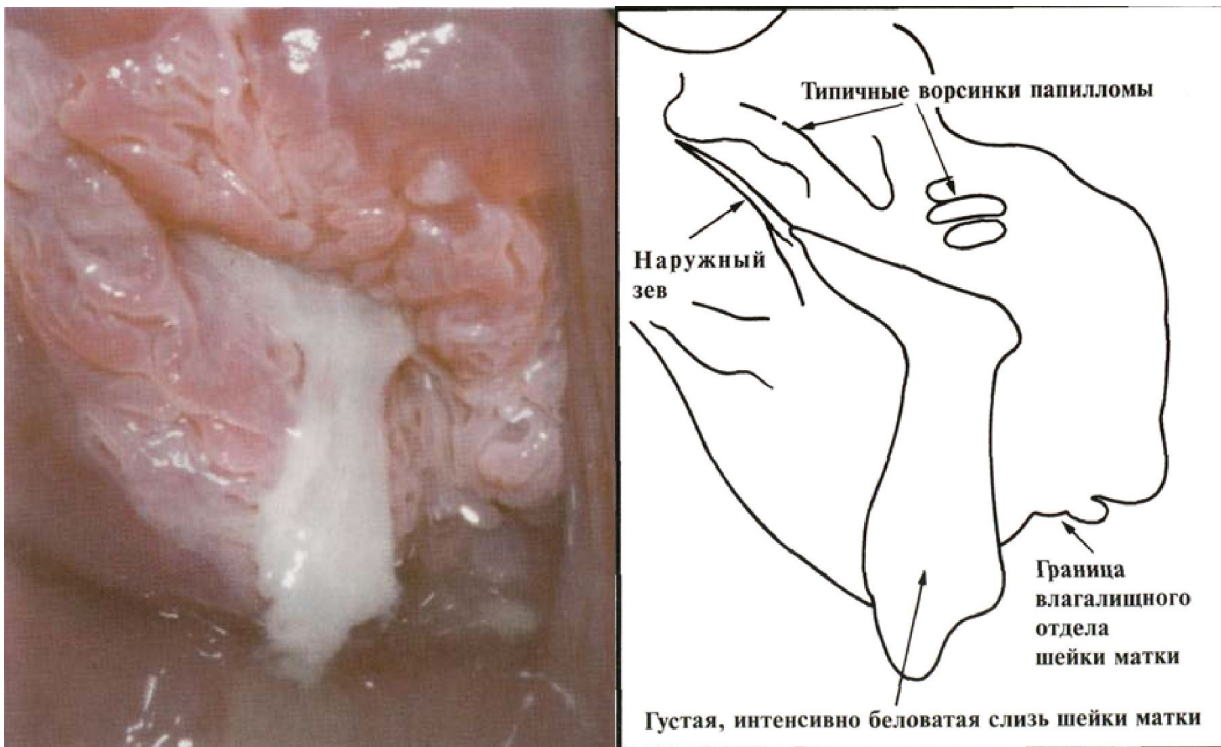 Типичные ворсинки папилломы
Наружный
зев
Граница
влагалищного
отдела
шейки матки
Густая, интенсивно беловатая слизь шейки матки